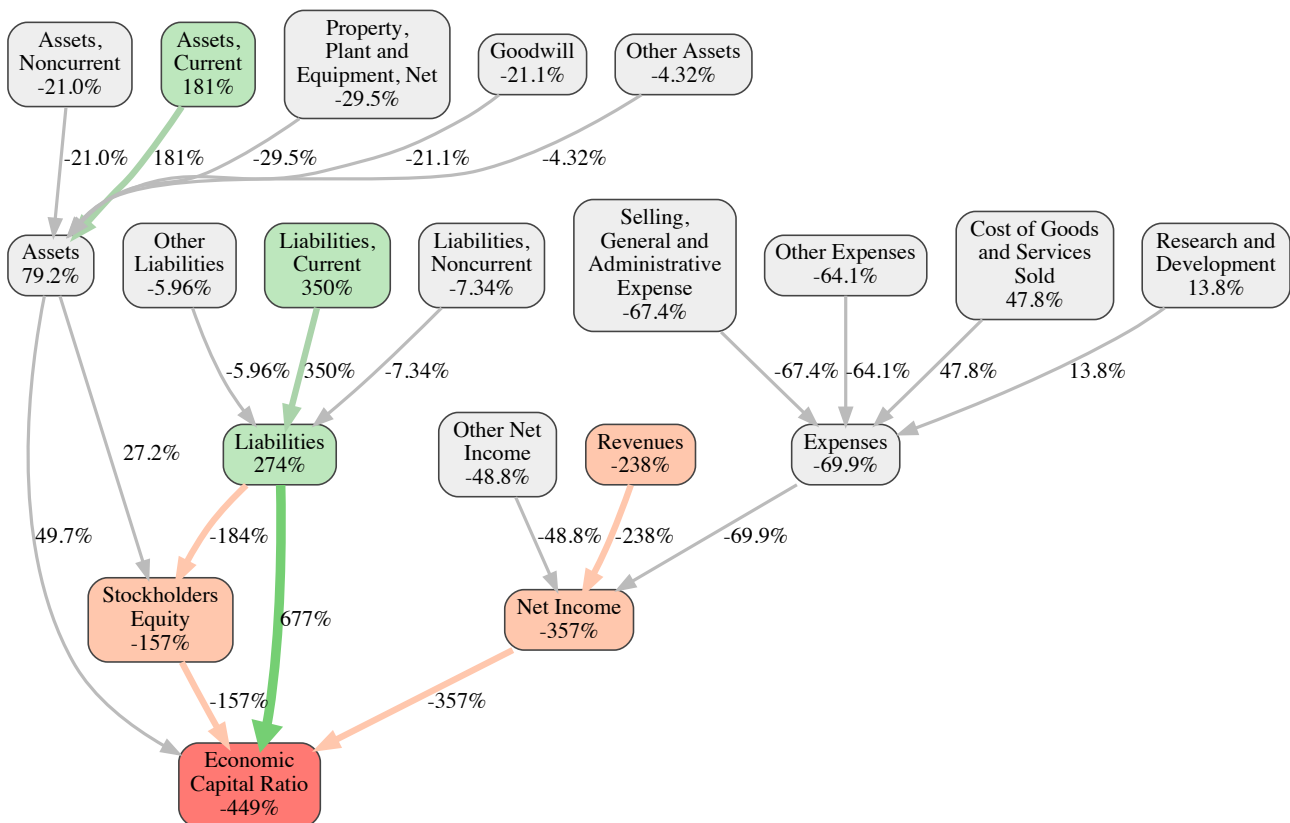 Assets,
Noncurrent
-21.0%
Assets,
Current
181%
Property,
Plant and
Equipment, Net
-29.5%
Goodwill
-21.1%
Other Assets
-4.32%
-21.0%
181%
-29.5%
-21.1%
-4.32%
Assets
79.2%
Other
Liabilities
-5.96%
Liabilities,
Current
350%
Liabilities,
Noncurrent
-7.34%
Selling,
General and
Administrative
Expense
-67.4%
Other Expenses
-64.1%
Cost of Goods
and Services
Sold
47.8%
Research and
Development
13.8%
-5.96%
350%
-7.34%
-67.4%
-64.1%
47.8%
13.8%
27.2%
Liabilities
274%
Other Net
Income
-48.8%
Revenues
-238%
Expenses
-69.9%
49.7%
-184%
-48.8%
-238%
-69.9%
Stockholders
Equity
-157%
677%
Net Income
-357%
-157%
-357%
Economic
Capital Ratio
-449%